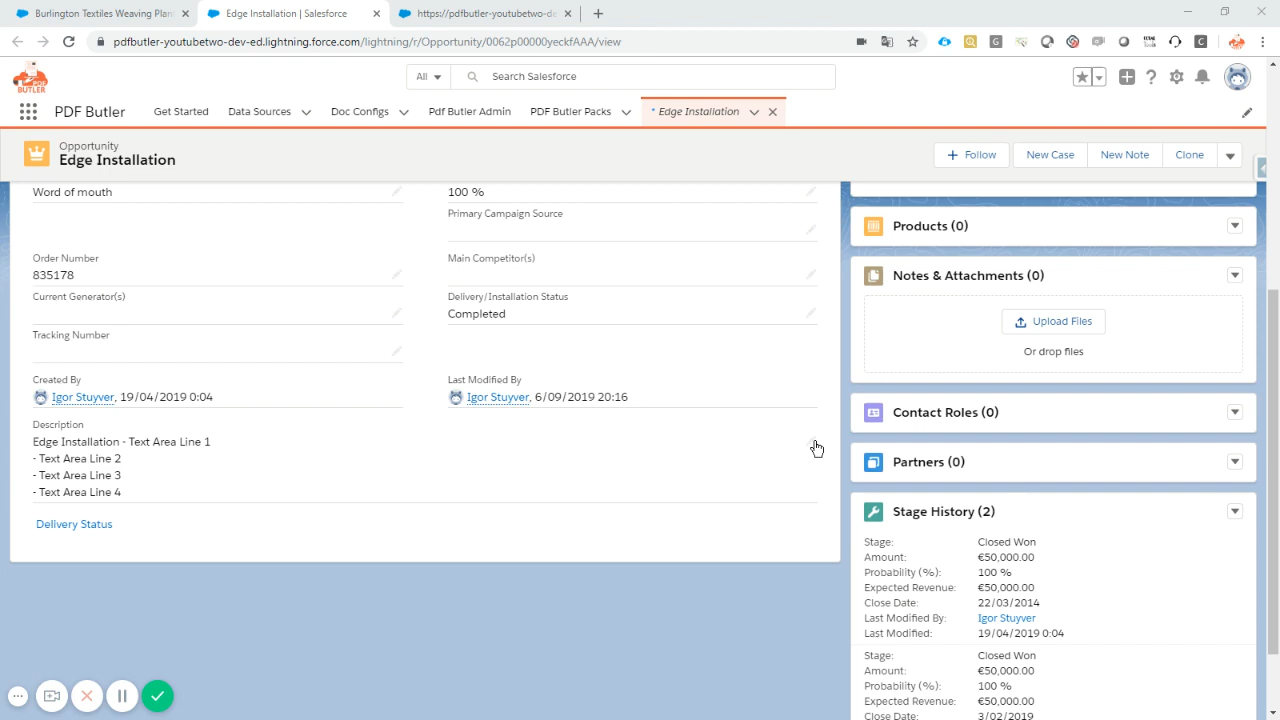 Burlington Textiles Weaving Plan
Edge Installation | Salesforce
https://pdfbutler-youtubetwo-de
pdfbutler-youtubetwo-dev-ed.lightning.force.com/lightning/r/Opportunity/0062p00000yeckfAAA/view
PDF BUTLER
All
Search Salesforce
PDF Butler
Get Started
Data Sources
Doc Configs
Pdf Butler Admin
PDF Butler Packs
* Edge Installation
Opportunity
Edge Installation
+ Follow
New Case
New Note
Clone
Word of mouth
100 %
Primary Campaign Source
Order Number
835178
Main Competitor(s)
Current Generator(s)
Delivery/Installation Status
Completed
Tracking Number
Created By
Igor Stuyver, 19/04/2019 0:04
Last Modified By
Igor Stuyver, 6/09/2019 20:16
Description
Edge Installation - Text Area Line 1
- Text Area Line 2
- Text Area Line 3
- Text Area Line 4
Delivery Status
Products (0)
Notes & Attachments (0)
Upload Files
Or drop files
Contact Roles (0)
Partners (0)
Stage History (2)
Stage: Closed Won
Amount: €50,000.00
Probability (%): 100 %
Expected Revenue: €50,000.00
Close Date: 22/03/2014
Last Modified By: Igor Stuyver
Last Modified: 19/04/2019 0:04
Stage: Closed Won
Amount: €50,000.00
Probability (%): 100 %
Expected Revenue: €50,000.00
Close Date: 3/02/2019